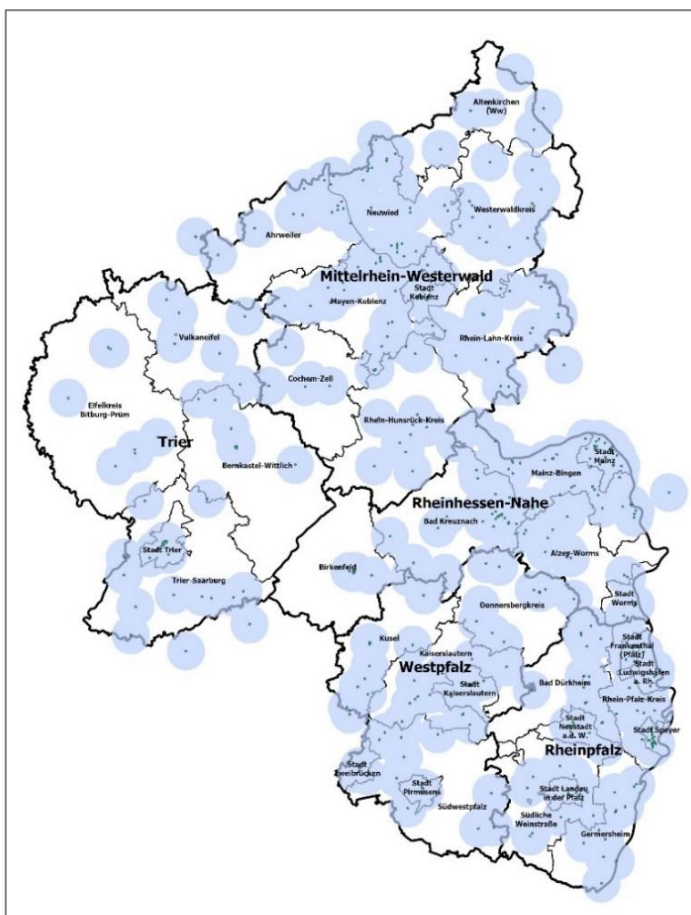 Altenkirchen
(Ww)
Neuwied
Westerwaldkreis
Ahrweiler
Mittelrhein-Westerwald
Stadt
Koblenz
Mayen-Koblenz
Vulkaneifel
Rhein-Lahn-Kreis
Cochem-Zell
Eifelkreis
Bitburg-Prüm
Trier
Rhein-Hunsrück-Kreis
Bernkastel-Wittlich
Stadt
Mainz
Mainz-Bingen
Rheinhessen-Nahe
Bad Kreuznach
Stadt Trier
Alzey-Worms
Birkenfeld
Trier-Saarburg
Stadt
Worms
Donnersbergkreis
Kusel
Kaiserslautern
Westpfalz
Stadt
Kaiserslautern
Stadt
Frankenthal
(Pfalz)
Stadt
Ludwigshafen
a. Rh.
Bad Dürkheim
Rhein-Pfalz-Kreis
Stadt
Neustadt
a.d. W.
Stadt Speyer
Rheinpfalz
Stadt
Zweibrücken
Stadt
Pirmasens
Stadt Landau
in der Pfalz
Südwestpfalz
Südliche
Weinstraße
Germersheim